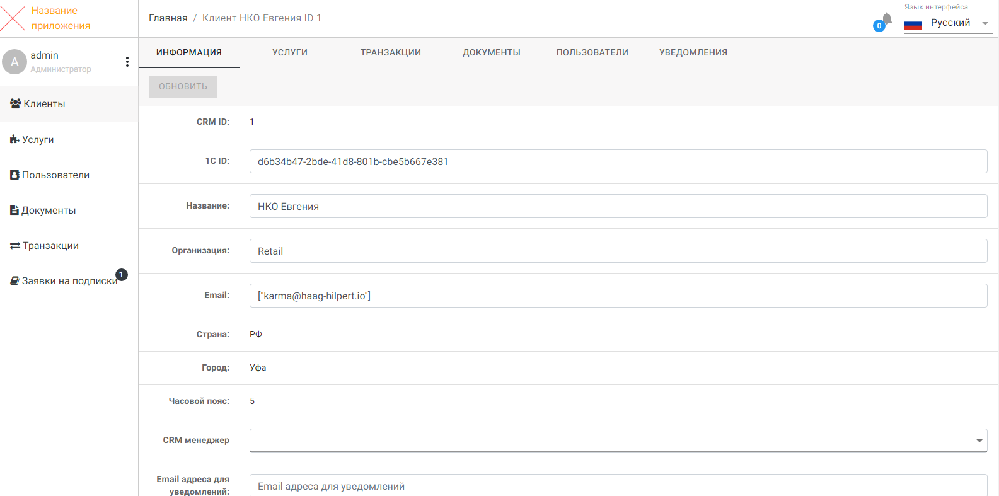 Название
приложения
Главная / Клиент НКО Евгения ID 1
0
Язык интерфейса
Русский
A
admin
Администратор
Клиенты
Услуги
Пользователи
Документы
Транзакции
Заявки на подписки 1
ИНФОРМАЦИЯ УСЛУГИ ТРАНЗАКЦИИ ДОКУМЕНТЫ ПОЛЬЗОВАТЕЛИ УВЕДОМЛЕНИЯ
ОБНОВИТЬ
CRM ID: 1
1C ID: d6b34b47-2bde-41d8-801b-cbe5b667e381
Название: НКО Евгения
Организация: Retail
Email: ["karma@haag-hilpert.io"]
Страна: РФ
Город: Уфа
Часовой пояс: 5
CRM менеджер
Email адреса для
уведомлений:
Email адреса для уведомлений